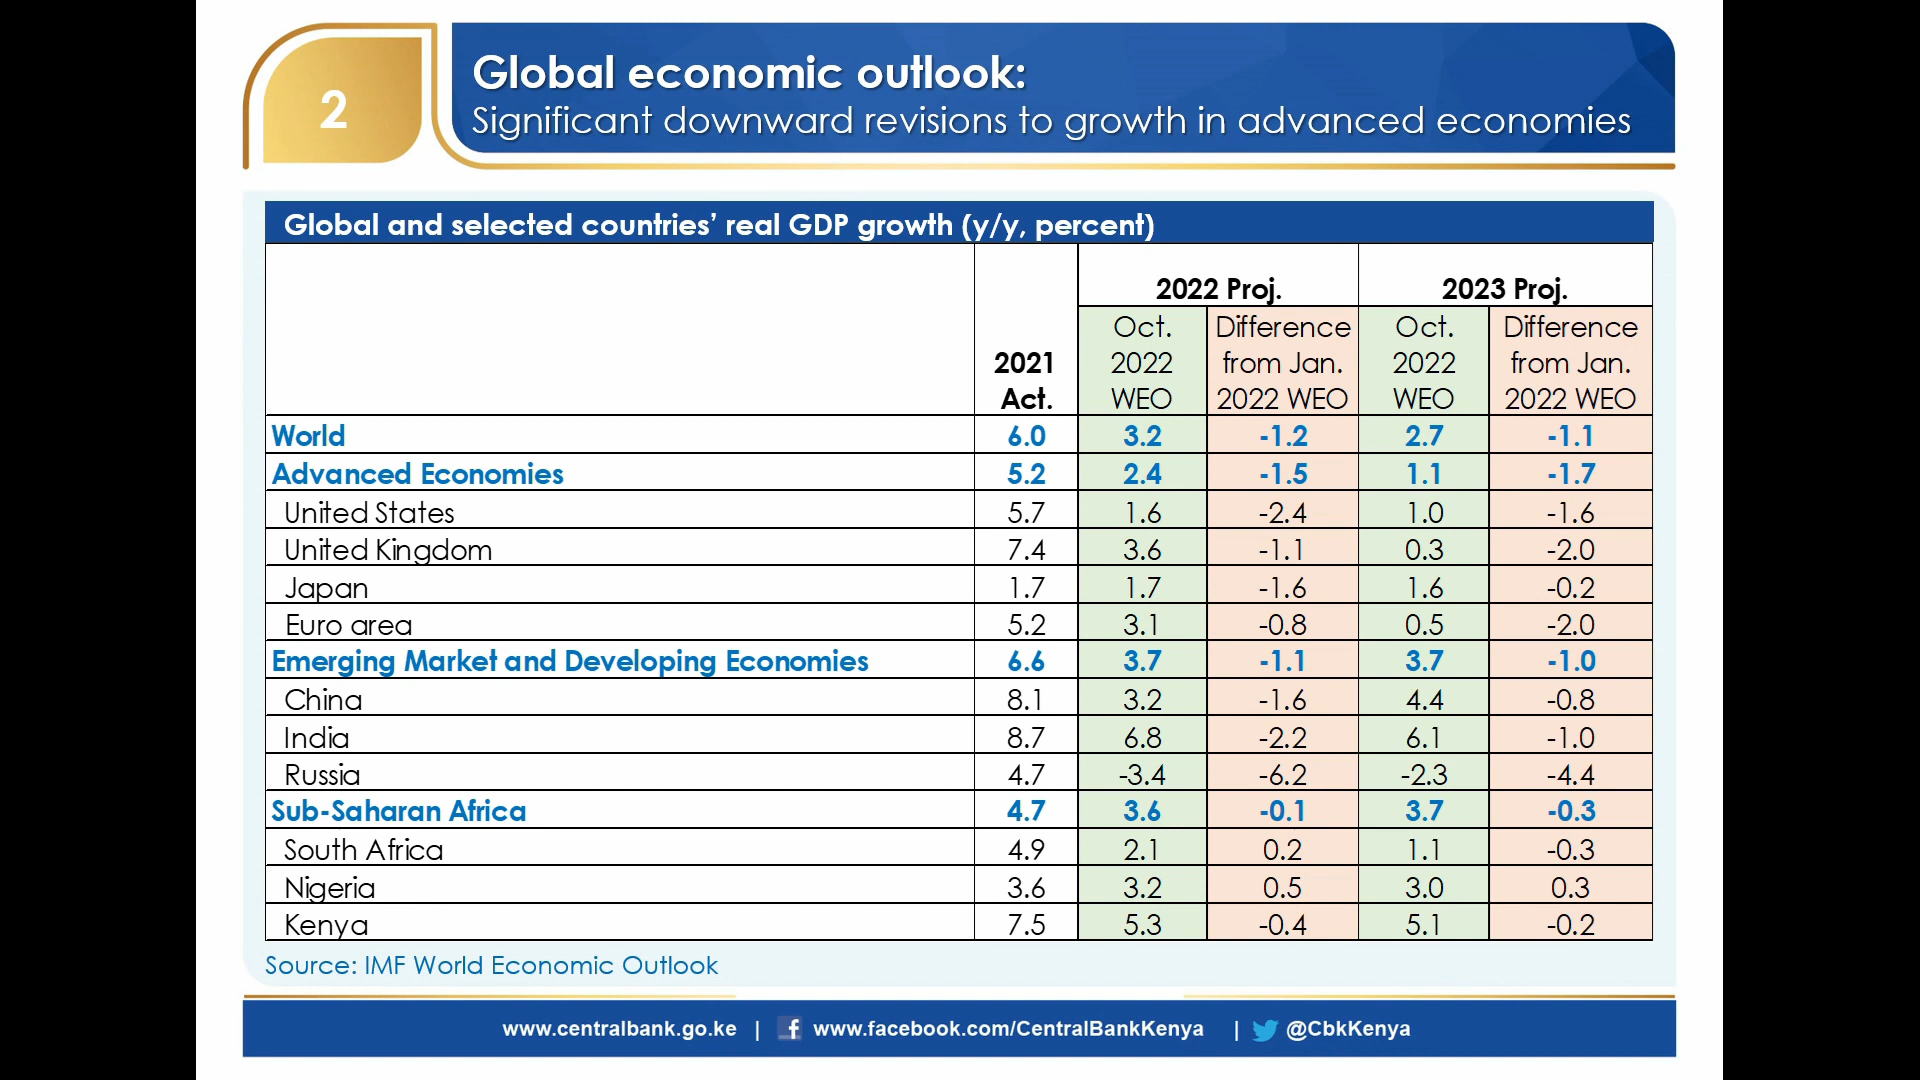 2
Global economic outlook:
Significant downward revisions to growth in advanced economies
Global and selected countries’ real GDP growth (y/y, percent)
2021 Act. 2022 Proj. 2023 Proj.
Oct. 2022 WEO Difference from Jan. 2022 WEO Oct. 2022 WEO Difference from Jan. 2022 WEO
World 6.0 3.2 -1.2 2.7 -1.1
Advanced Economies 5.2 2.4 -1.5 1.1 -1.7
United States 5.7 1.6 -2.4 1.0 -1.6
United Kingdom 7.4 3.6 -1.1 0.3 -2.0
Japan 1.7 1.7 -1.6 1.6 -0.2
Euro area 5.2 3.1 -0.8 0.5 -2.0
Emerging Market and Developing Economies 6.6 3.7 -1.1 3.7 -1.0
China 8.1 3.2 -1.6 4.4 -0.8
India 8.7 6.8 -2.2 6.1 -1.0
Russia 4.7 -3.4 -6.2 -2.3 -4.4
Sub-Saharan Africa 4.7 3.6 -0.1 3.7 -0.3
South Africa 4.9 2.1 0.2 1.1 -0.3
Nigeria 3.6 3.2 0.5 3.0 0.3
Kenya 7.5 5.3 -0.4 5.1 -0.2
Source: IMF World Economic Outlook
www.centralbank.go.ke | f www.facebook.com/CentralBankKenya | @CbkKenya